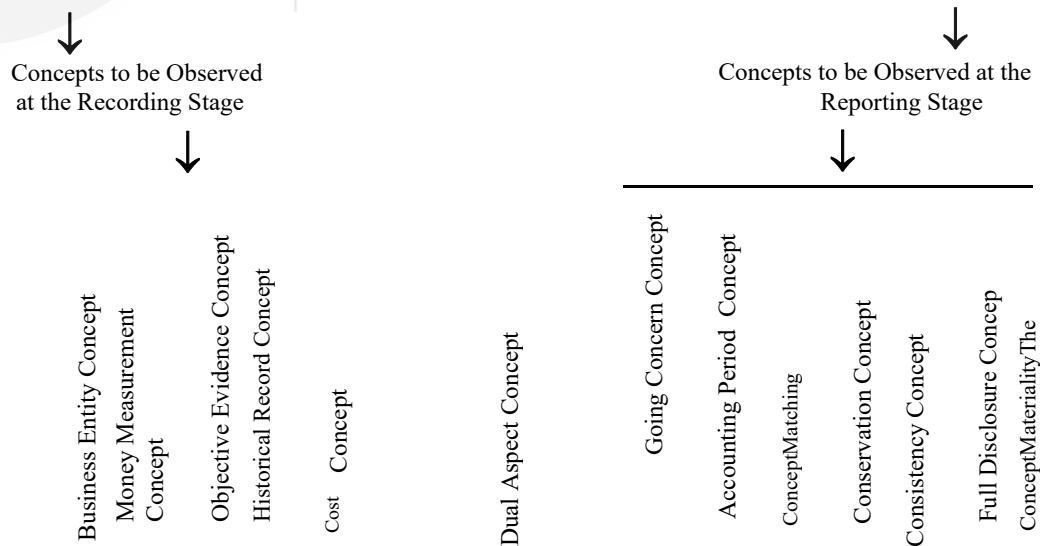 Concepts to be Observed
at the Recording Stage
Concepts to be Observed at the
Reporting Stage
Business Entity Concept
Money Measurement
Concept
Objective Evidence Concept
Historical Record Concept
Cost Concept
Dual Aspect Concept
Going Concern Concept
Accounting Period Concept
ConceptMatching
Conservation Concept
Consistency Concept
Full Disclosure Concep
ConceptMaterialityThe